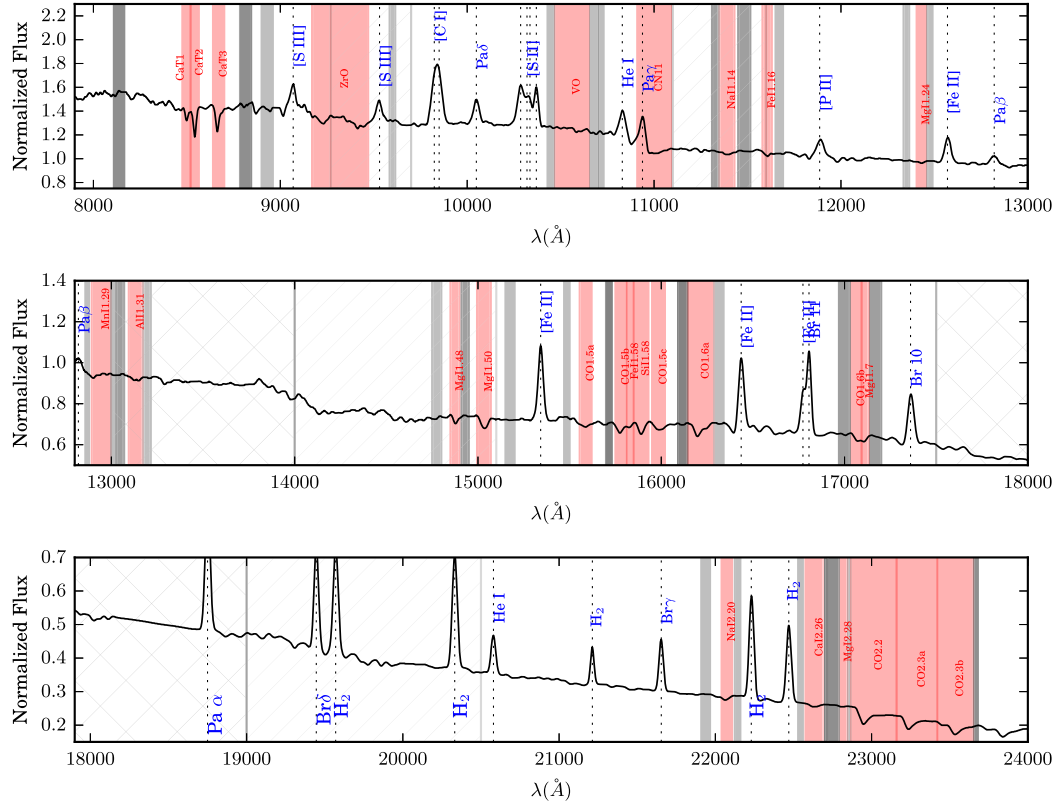 Normalized Flux
2.2
2.0
1.8
1.6
1.4
1.2
1.0
0.8
CaT1
CaT2
CaT3
[S III]
ZrO
[S III]
[C I]
Paδ
[S II]
VO
He I
Paγ
CN11
NaI1.14
FeI1.16
[P II]
MgI1.24
[Fe II]
Paβ
8000 9000 10000 11000 12000 13000
λ(Å)
Normalized Flux
1.4
1.2
1.0
0.8
0.6
Paβ
MnI1.29
AlI1.31
MgI1.48
MgI1.50
[Fe II]
CO1.5a
CO1.5b
FeI1.58
SiI1.58
CO1.5c
CO1.6a
[Fe II]
[Fe II]
Br 11
CO1.6b
MgI1.7
Br 10
13000 14000 15000 16000 17000 18000
λ(Å)
Normalized Flux
0.7
0.6
0.5
0.4
0.3
0.2
Pa α
Brδ
H2
H2
He I
H2
Brγ
NaI2.20
H2
H2
CaI2.26
MgI2.28
CO2.2
CO2.3a
CO2.3b
18000 19000 20000 21000 22000 23000 24000
λ(Å)